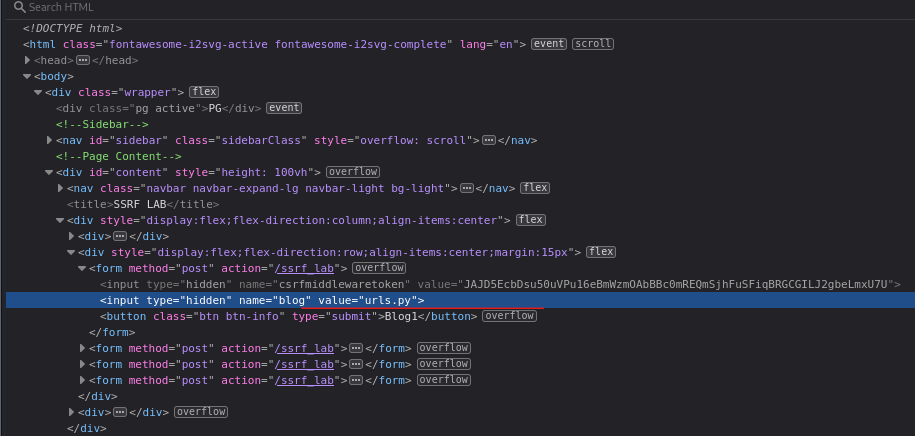 Search HTML
<!DOCTYPE html>
<html class="fontawesome-i2svg-active fontawesome-i2svg-complete" lang="en"> event scroll
<head> ••• </head>
<body>
<div class="wrapper"> flex
<div class="pg active">PG</div> event
<!--Sidebar-->
<nav id="sidebar" class="sidebarClass" style="overflow: scroll"> ••• </nav>
<!--Page Content-->
<div id="content" style="height: 100vh"> overflow
<nav class="navbar navbar-expand-lg navbar-light bg-light"> ••• </nav> flex
<title>SSRF LAB</title>
<div style="display:flex;flex-direction:column;align-items:center"> flex
<div> ••• </div>
<div style="display:flex;flex-direction:row;align-items:center;margin:15px"> flex
<form method="post" action="/ssrf_lab"> overflow
<input type="hidden" name="csrfmiddlewaretoken" value="JAJD5EcbDsu50uVPu16eBmWzmOAbBBc0mREQmSjhFuSFiqBRGCGILJ2gbeLmxU7U">
<input type="hidden" name="blog" value="urls.py">
<button class="btn btn-info" type="submit">Blog1</button> overflow
</form>
<form method="post" action="/ssrf_lab"> ••• </form> overflow
<form method="post" action="/ssrf_lab"> ••• </form> overflow
<form method="post" action="/ssrf_lab"> ••• </form> overflow
</div>
<div> ••• </div> overflow
</div>